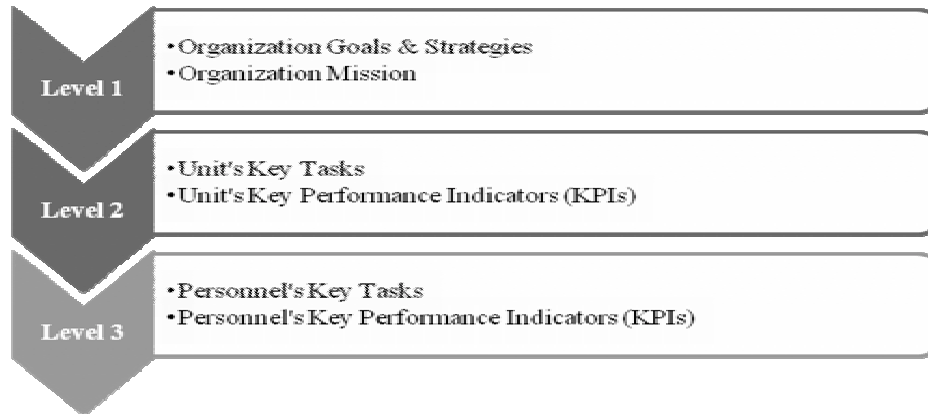 Level 1
•Organization Goals & Strategies
•Organization Mission
Level 2
•Unit's Key Tasks
•Unit's Key Performance Indicators (KPIs)
Level 3
•Personnel's Key Tasks
•Personnel's Key Performance Indicators (KPIs)